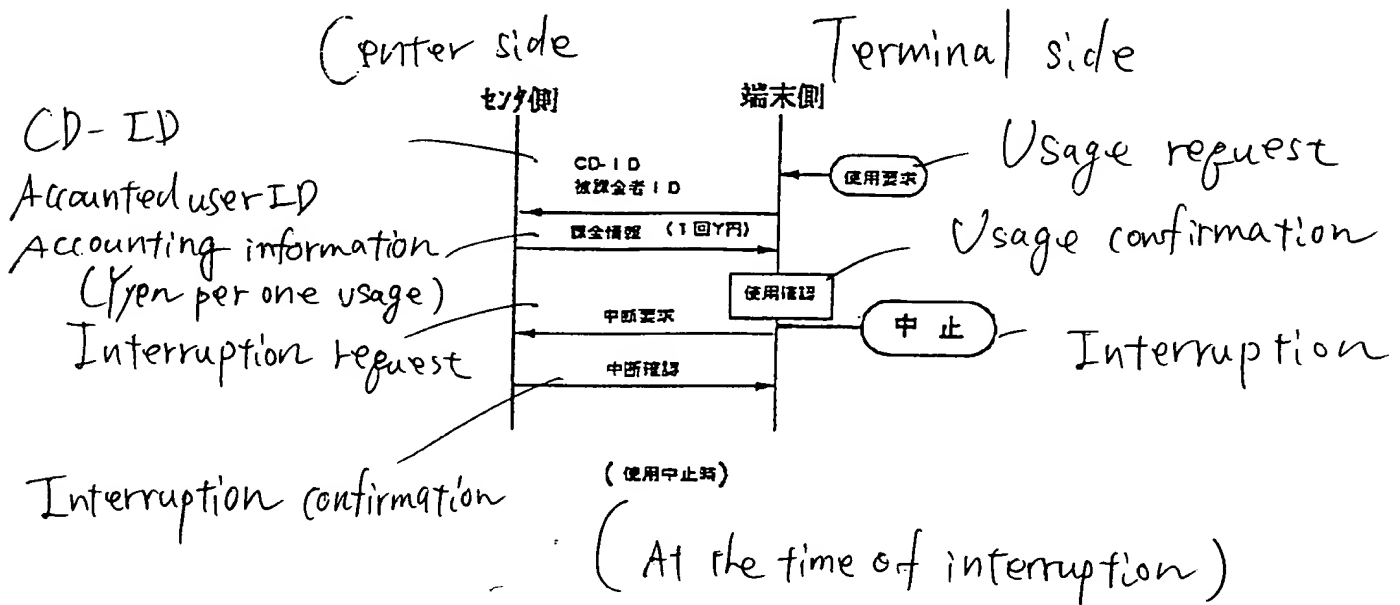 Center side
Terminal side
センタ側
端末側
CD-ID
CD-ID
被課金者ID
使用要求
Usage request
Accounted user ID
Accounting information
(Y yen per one usage)
課金情報 (1回Y円)
Usage confirmation
使用確認
Interruption request
中断要求
中止
Interruption
中断確認
Interruption confirmation
(使用中止時)
(At the time of interruption)